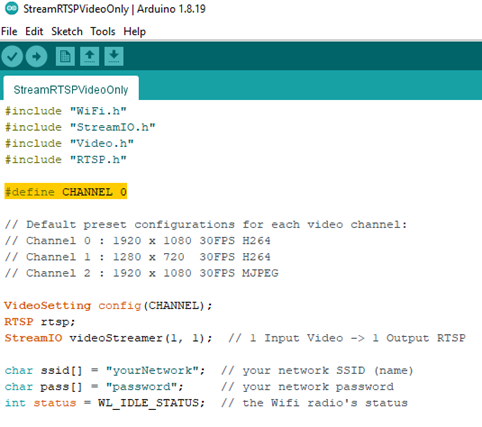 StreamRTSPVideoOnly | Arduino 1.8.19
File Edit Sketch Tools Help
StreamRTSPVideoOnly
#include "WiFi.h"
#include "StreamIO.h"
#include "Video.h"
#include "RTSP.h"
#define CHANNEL 0
// Default preset configurations for each video channel:
// Channel 0 : 1920 x 1080 30FPS H264
// Channel 1 : 1280 x 720  30FPS H264
// Channel 2 : 1920 x 1080 30FPS MJPEG
VideoSetting config(CHANNEL);
RTSP rtsp;
StreamIO videoStreamer(1, 1);  // 1 Input Video -> 1 Output RTSP
char ssid[] = "yourNetwork";  // your network SSID (name)
char pass[] = "password";     // your network password
int status = WL_IDLE_STATUS;  // the Wifi radio's status